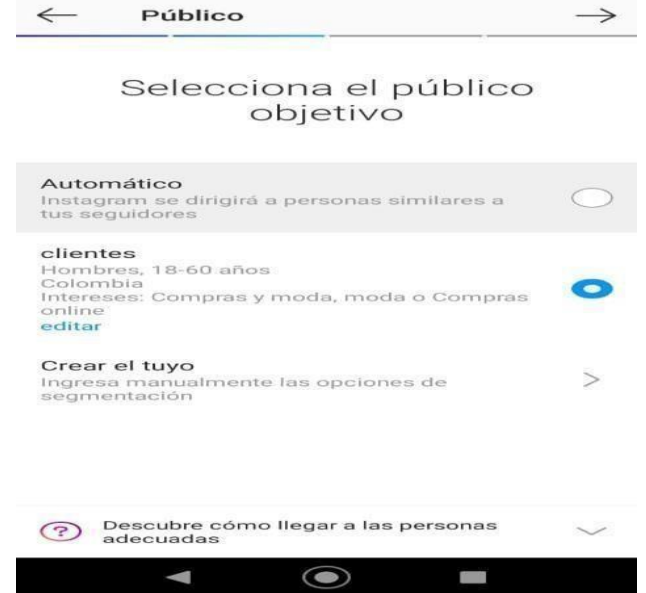 Público
Selecciona el público
objetivo
Automático
Instagram se dirigirá a personas similares a
tus seguidores
clientes
Hombres, 18-60 años
Colombia
Intereses: Compras y moda, moda o Compras
online
editar
Crear el tuyo
Ingresa manualmente las opciones de
segmentación
Descubre cómo llegar a las personas
adecuadas